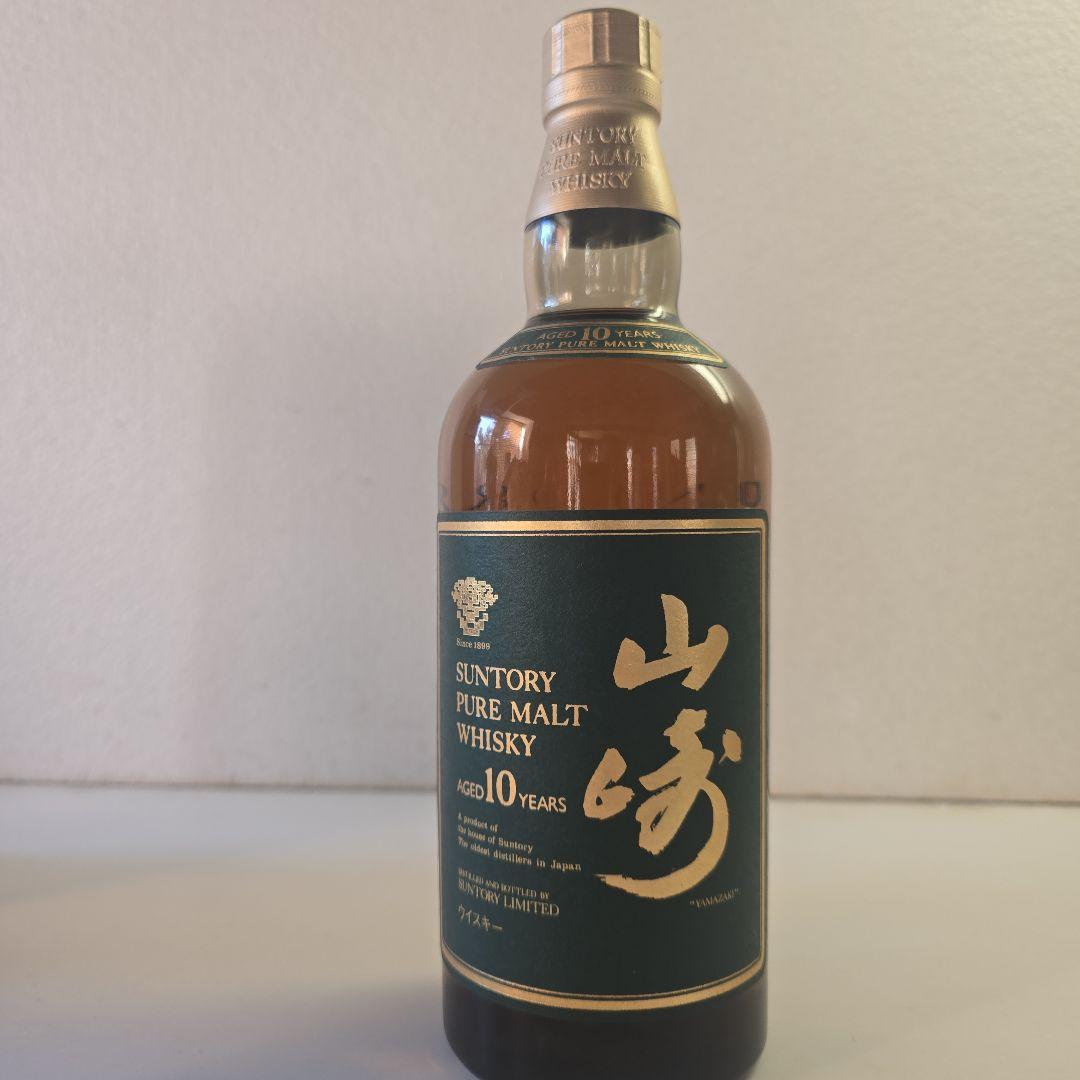 SUNTORY
PURE MALT
WHISKY
AGED 10 YEARS
SUNTORY PURE MALT WHISKY
Since 1899
SUNTORY
PURE MALT
WHISKY
AGED 10 YEARS
A product of
the house of Suntory
The oldest distillers in Japan
DISTILLED AND BOTTLED BY
SUNTORY LIMITED
ウイスキー
山崎
"YAMAZAKI"